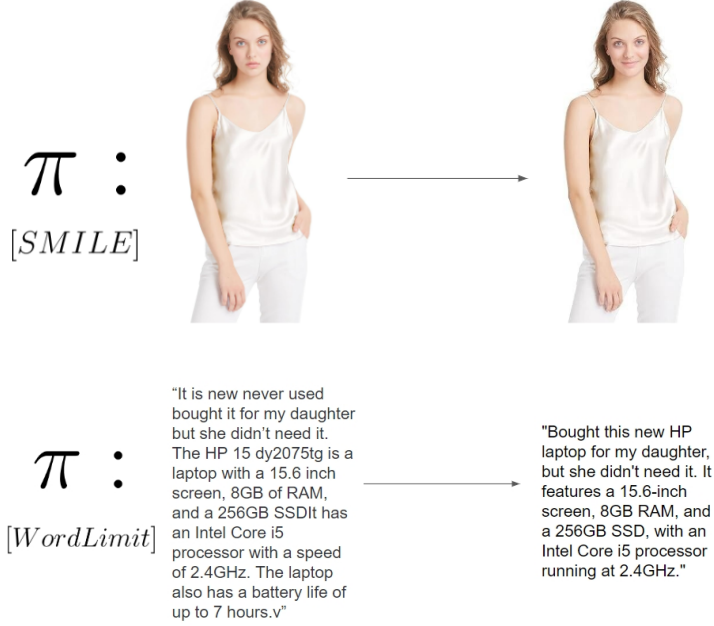 π :
[SMILE]
“It is new never used
bought it for my daughter
but she didn’t need it.
The HP 15 dy2075tg is a
laptop with a 15.6 inch
screen, 8GB of RAM,
and a 256GB SSDIt has
an Intel Core i5
processor with a speed
of 2.4GHz. The laptop
also has a battery life of
up to 7 hours.v”
π :
[WordLimit]
"Bought this new HP
laptop for my daughter,
but she didn't need it. It
features a 15.6-inch
screen, 8GB RAM, and
a 256GB SSD, with an
Intel Core i5 processor
running at 2.4GHz."